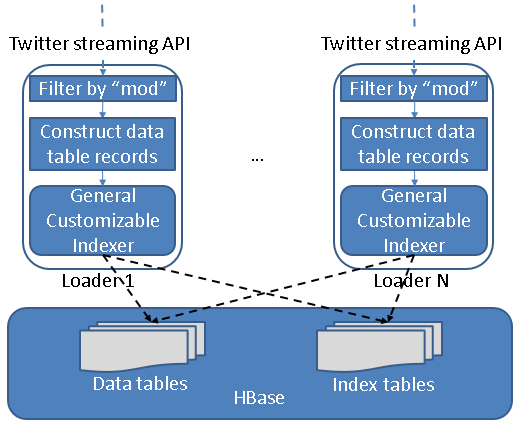 Twitter streaming API
Filter by “mod”
Construct data
table records
General
Customizable
Indexer
Loader 1
...
Twitter streaming API
Filter by “mod”
Construct data
table records
General
Customizable
Indexer
Loader N
Data tables
Index tables
HBase